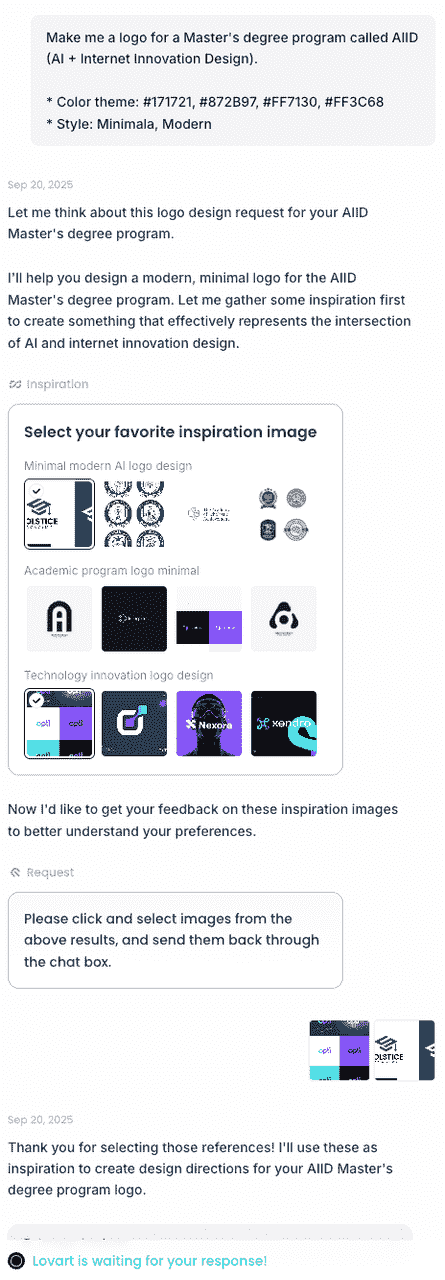 Make me a logo for a Master's degree program called AIID
(AI + Internet Innovation Design).
* Color theme: #171721, #872B97, #FF7130, #FF3C68
* Style: Minimala, Modern
Sep 20, 2025
Let me think about this logo design request for your AIID
Master's degree program.
I'll help you design a modern, minimal logo for the AIID
Master's degree program. Let me gather some inspiration first
to create something that effectively represents the intersection
of AI and internet innovation design.
Inspiration
Select your favorite inspiration image
Minimal modern AI logo design
OLSTICE
Academic program logo minimal
Technology innovation logo design
opti opti
Nexora
xendra
Now I'd like to get your feedback on these inspiration images
to better understand your preferences.
Request
Please click and select images from the
above results, and send them back through
the chat box.
opti opti
OLSTICE
Sep 20, 2025
Thank you for selecting those references! I'll use these as
inspiration to create design directions for your AIID Master's
degree program logo.
Lovart is waiting for your response!